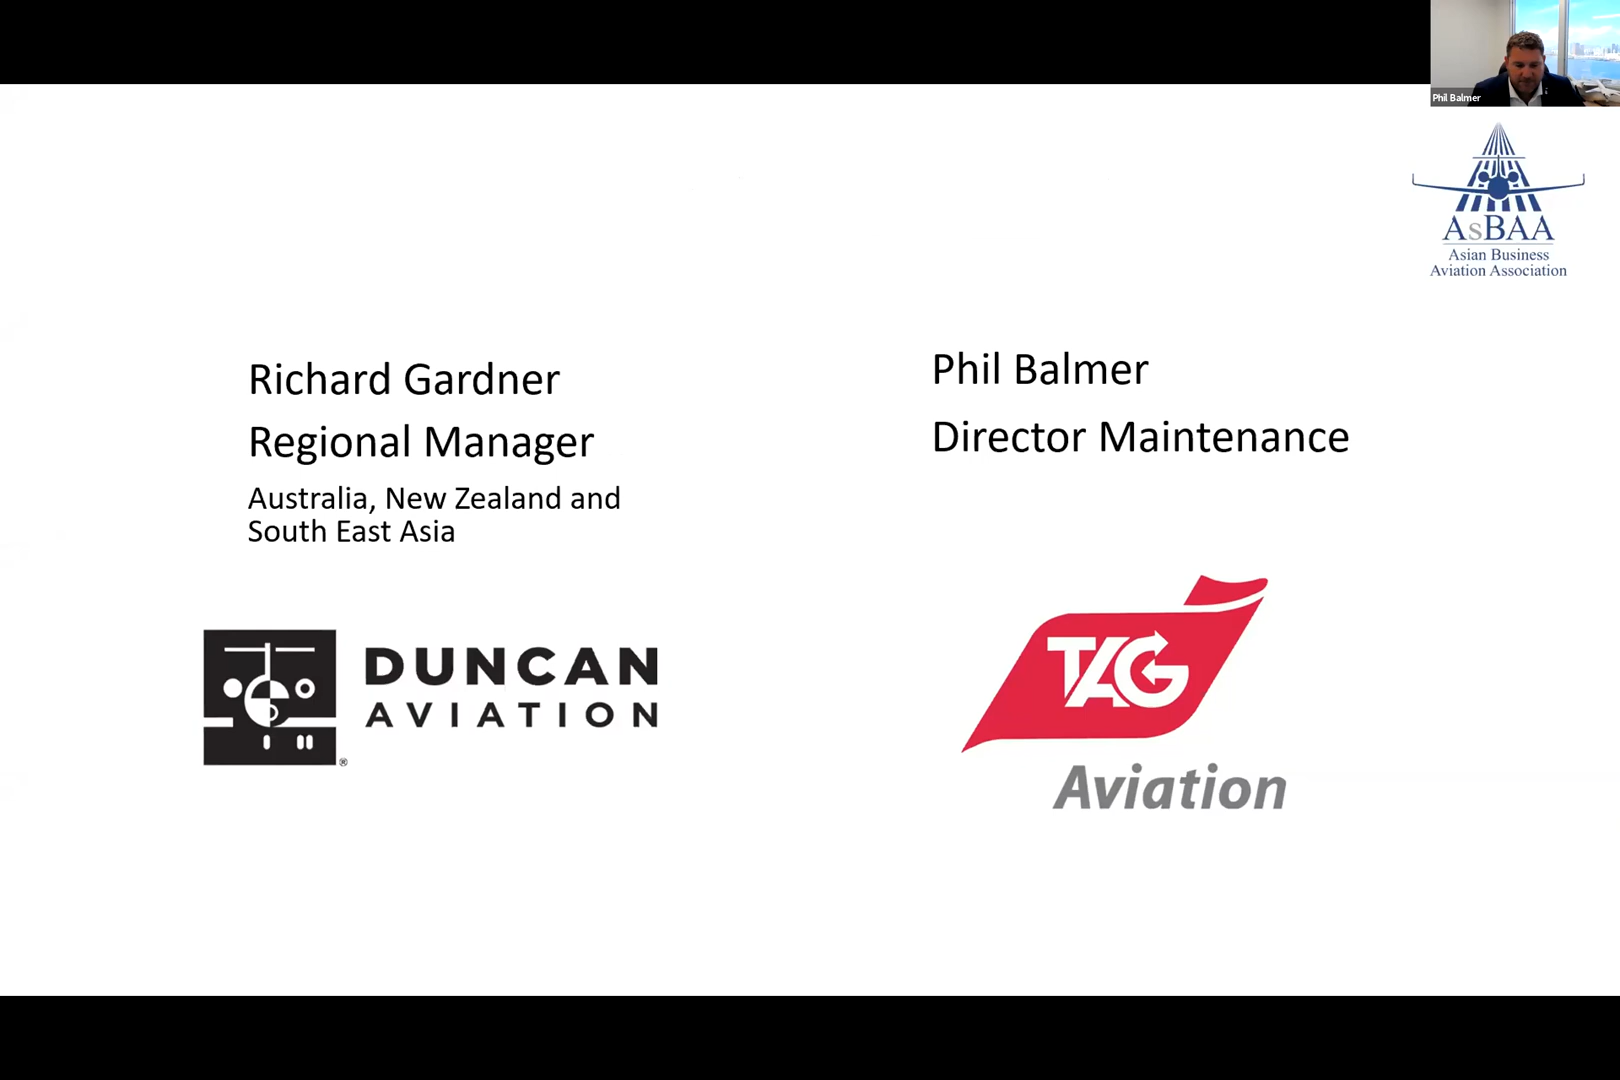 Phil Balmer
AsBAA
Asian Business
Aviation Association
Richard Gardner
Regional Manager
Australia, New Zealand and
South East Asia
DUNCAN
AVIATION
®
Phil Balmer
Director Maintenance
TAG
Aviation